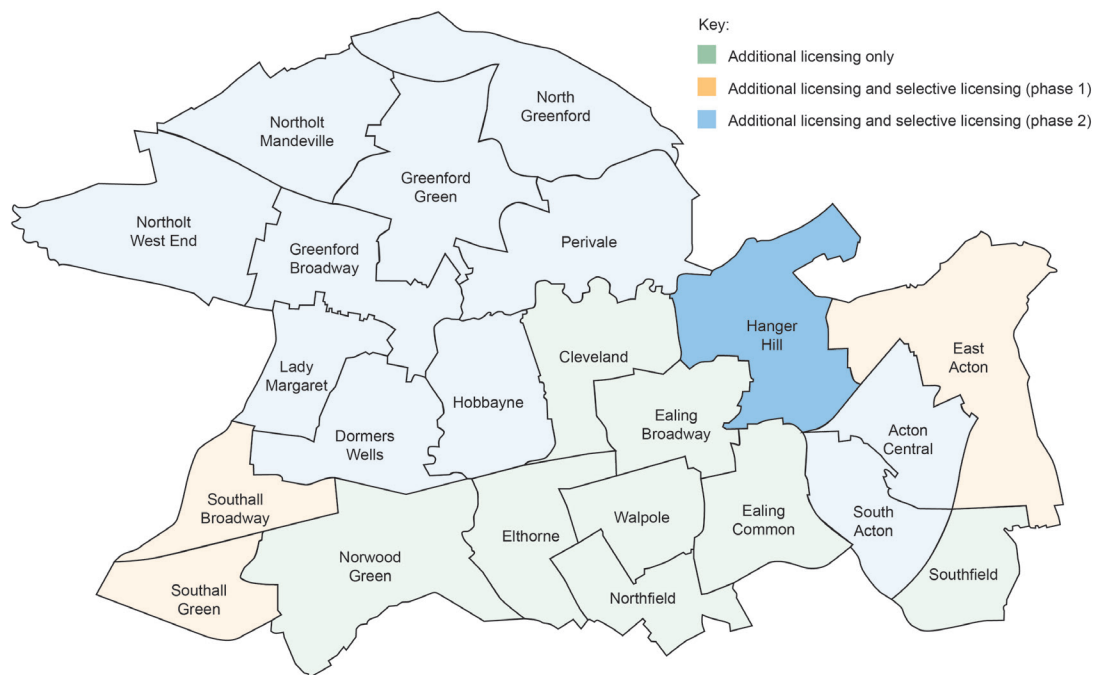 Key:
Additional licensing only
Additional licensing and selective licensing (phase 1)
Additional licensing and selective licensing (phase 2)
North
Greenford
Northolt
Mandeville
Greenford
Green
Northolt
West End
Greenford
Broadway
Perivale
Hanger
Hill
East
Acton
Cleveland
Lady
Margaret
Hobbayne
Ealing
Broadway
Dormers
Wells
Acton
Central
Southall
Broadway
Walpole
Ealing
Common
South
Acton
Elthorne
Norwood
Green
Southfield
Southall
Green
Northfield